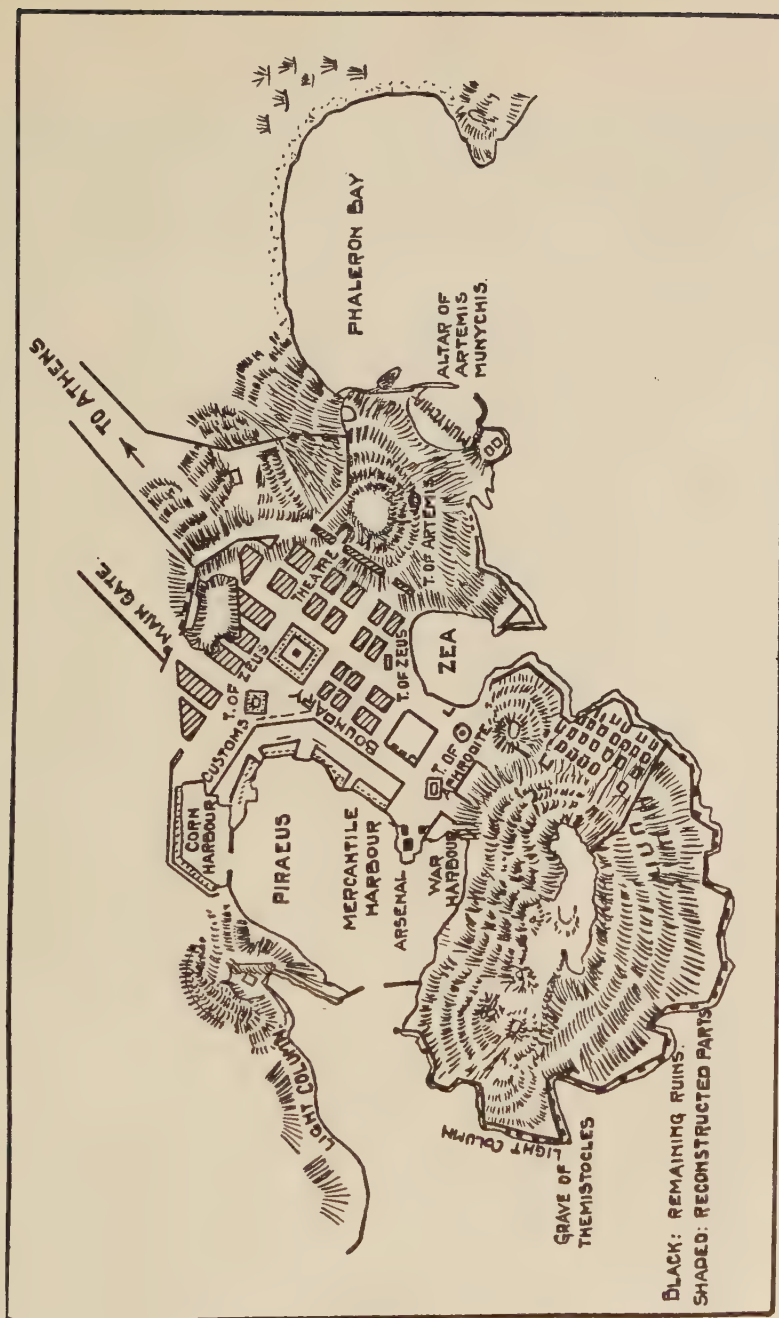 TO ATHENS
MAIN GATE.
PHALERON BAY
CORN
HARBOUR
CUSTOMS
T. OF
ZEUS
THEATRE
BOUNDARY
ALTAR OF
ARTEMIS
MUNYCHIS.
MUNYCHIA
T. OF ARTEMIS
PIRAEUS
T. OF ZEUS
ZEA
MERCANTILE
HARBOUR
ARSENAL
WAR
HARBOUR
T. OF
APHRODITE
LIGHT COLUMN
LIGHT COLUMN
GRAVE OF
THEMISTOCLES
BLACK: REMAINING RUINS.
SHADED: RECONSTRUCTED PARTS